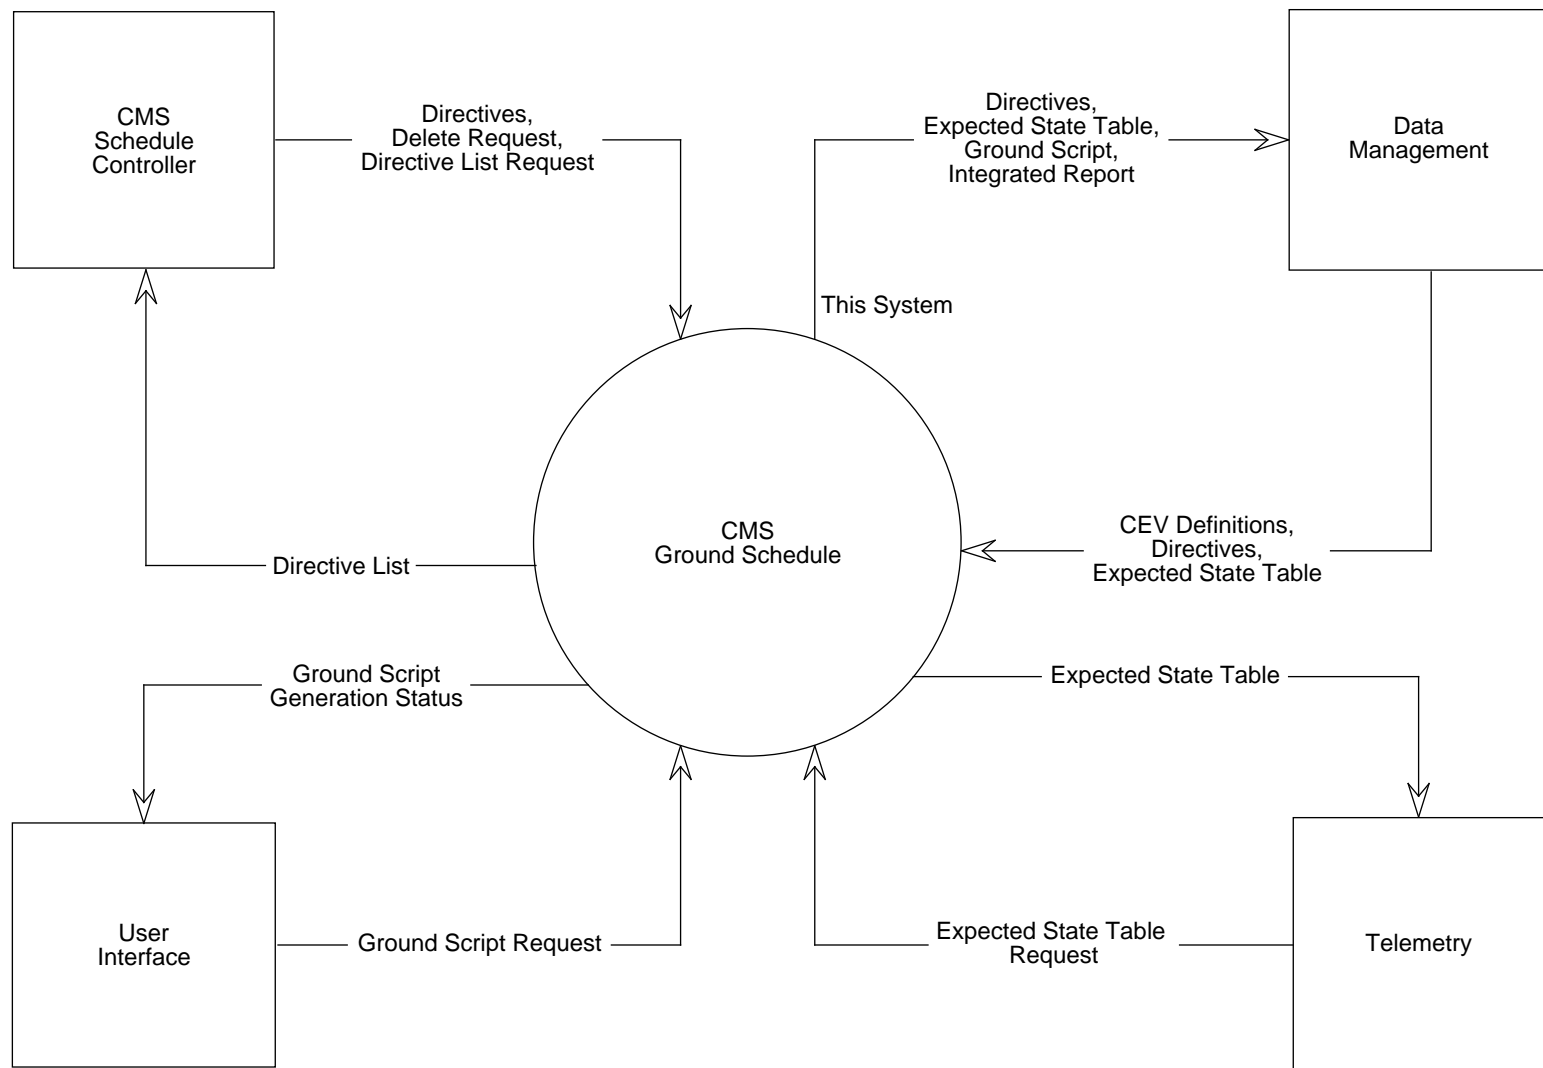 CMS
Schedule
Controller
Directives,
Delete Request,
Directive List Request
Directives,
Expected State Table,
Ground Script,
Integrated Report
Data
Management
This System
CMS
Ground Schedule
CEV Definitions,
Directives,
Expected State Table
Directive List
Ground Script
Generation Status
Expected State Table
User
Interface
Ground Script Request
Expected State Table
Request
Telemetry